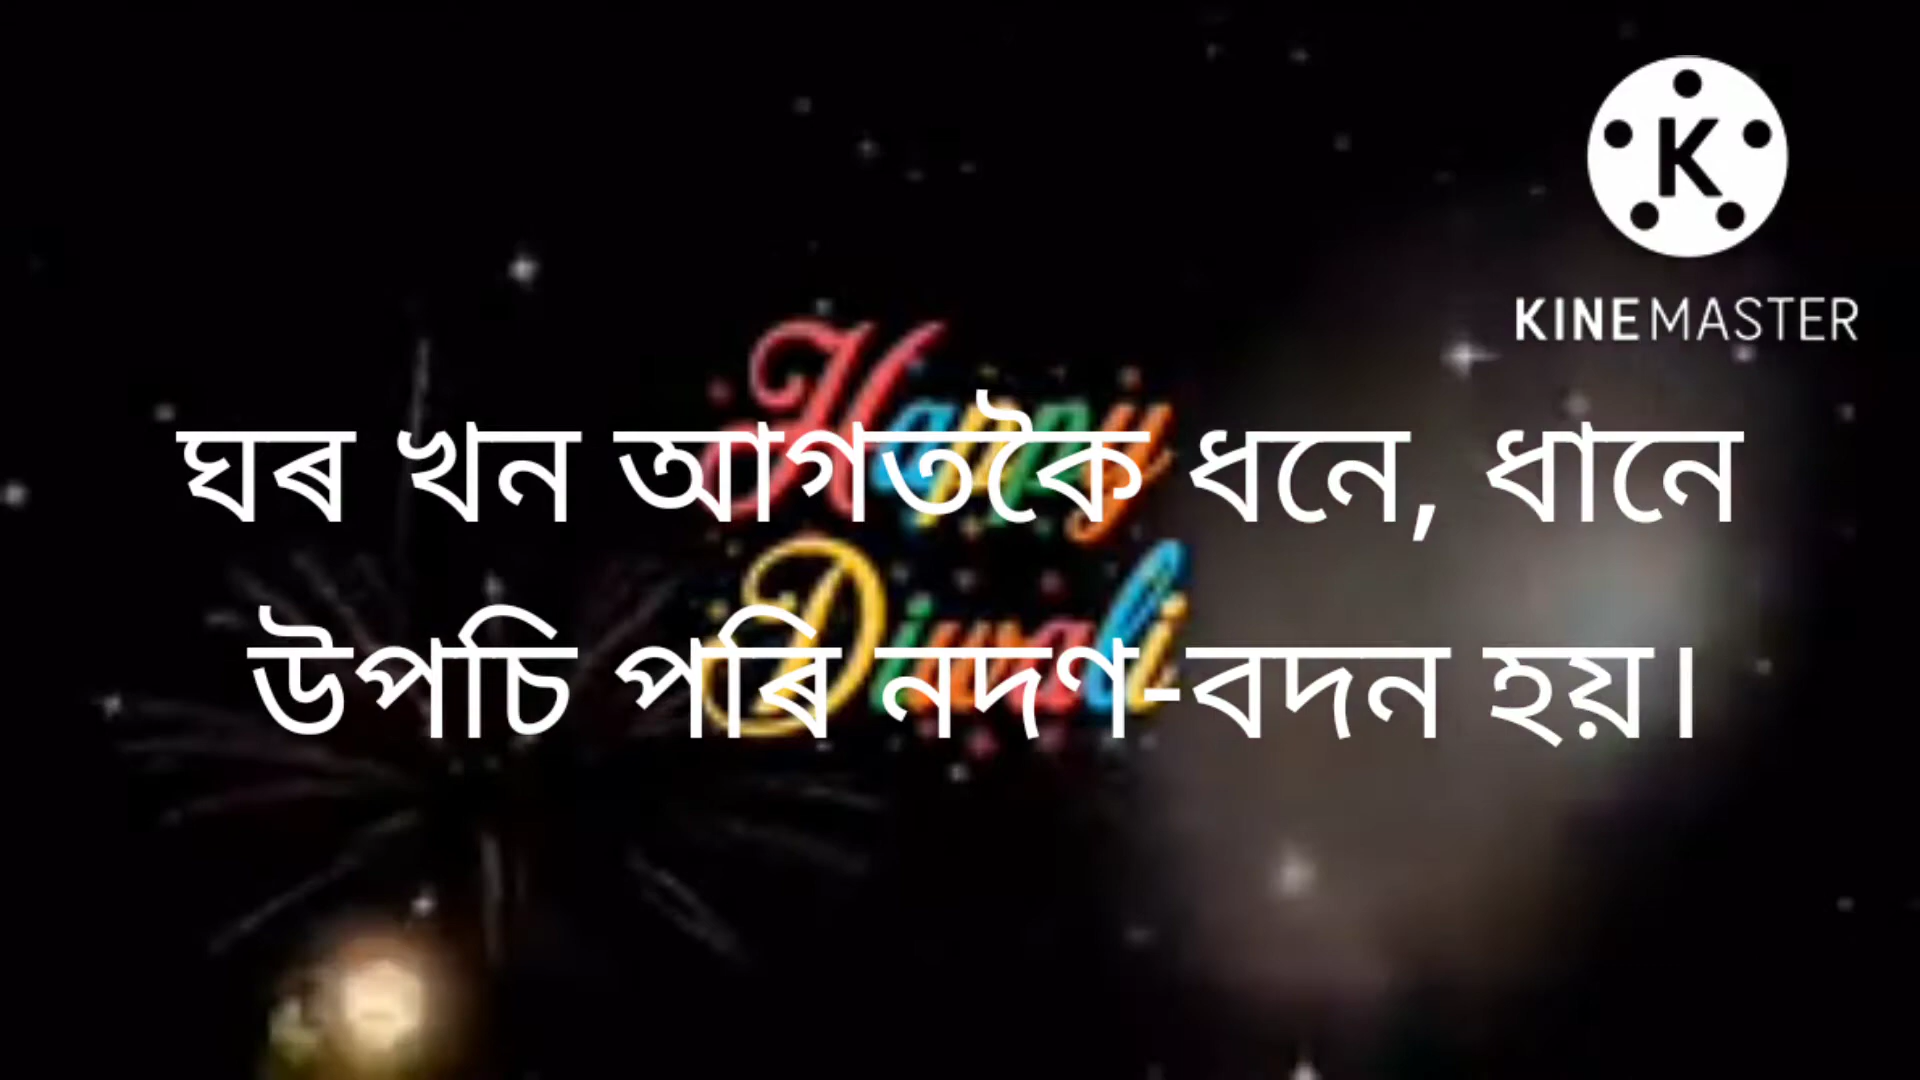 KINEMASTER
Happy
ঘৰ খন আগতকৈ ধনে, ধানে
Diwali
উপচি পৰি নদণ-বদন হয়।